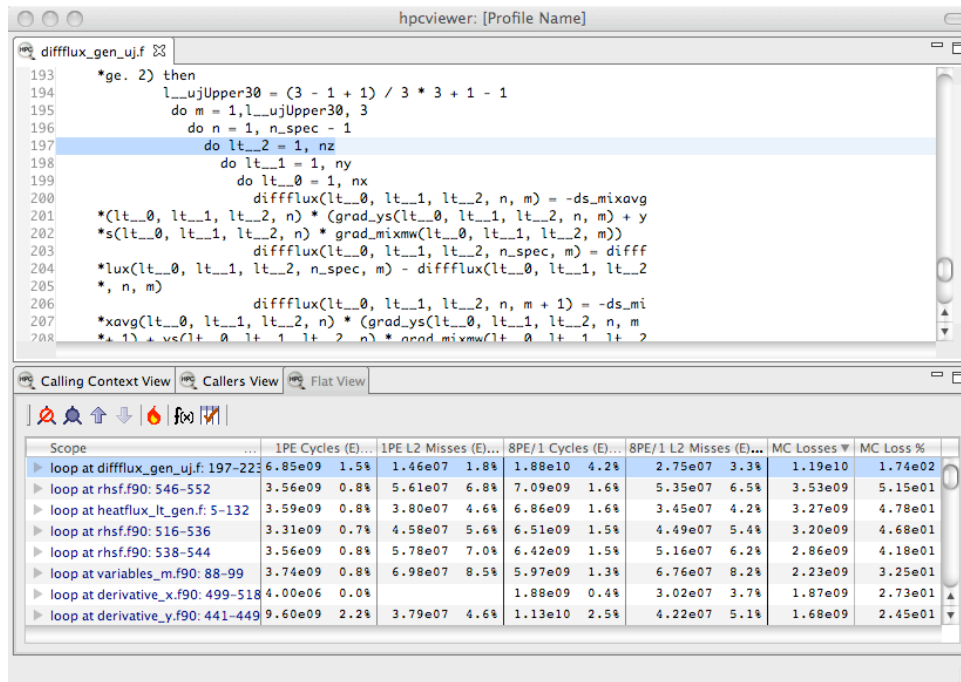 hpcviewer: [Profile Name]
diffflux_gen_uj.f
193 *ge. 2) then
194 l__ujUpper30 = (3 - 1 + 1) / 3 * 3 + 1 - 1
195 do m = 1,l__ujUpper30, 3
196 do n = 1, n_spec - 1
197 do lt__2 = 1, nz
198 do lt__1 = 1, ny
199 do lt__0 = 1, nx
200 diffflux(lt__0, lt__1, lt__2, n, m) = -ds_mixavg
201 *(lt__0, lt__1, lt__2, n) * (grad_ys(lt__0, lt__1, lt__2, n, m) + y
202 *s(lt__0, lt__1, lt__2, n) * grad_mixmw(lt__0, lt__1, lt__2, m))
203 diffflux(lt__0, lt__1, lt__2, n_spec, m) = difff
204 *lux(lt__0, lt__1, lt__2, n_spec, m) - diffflux(lt__0, lt__1, lt__2
205 *, n, m)
206 diffflux(lt__0, lt__1, lt__2, n, m + 1) = -ds_mi
207 *xavg(lt__0, lt__1, lt__2, n) * (grad_ys(lt__0, lt__1, lt__2, n, m
208 *+ 1) + ys(lt__0, lt__1, lt__2, n) * grad_mixmw(lt__0, lt__1, lt__2
Calling Context View Callers View Flat View
f(x)
Scope ... 1PE Cycles (E)... 1PE L2 Misses (E)... 8PE/1 Cycles (E)... 8PE/1 L2 Misses (E)... MC Losses MC Loss %
loop at diffflux_gen_uj.f: 197-223 6.85e09 1.5% 1.46e07 1.8% 1.88e10 4.2% 2.75e07 3.3% 1.19e10 1.74e02
loop at rhsf.f90: 546-552 3.56e09 0.8% 5.61e07 6.8% 7.09e09 1.6% 5.35e07 6.5% 3.53e09 5.15e01
loop at heatflux_lt_gen.f: 5-132 3.59e09 0.8% 3.80e07 4.6% 6.86e09 1.6% 3.45e07 4.2% 3.27e09 4.78e01
loop at rhsf.f90: 516-536 3.31e09 0.7% 4.58e07 5.6% 6.51e09 1.5% 4.49e07 5.4% 3.20e09 4.68e01
loop at rhsf.f90: 538-544 3.56e09 0.8% 5.78e07 7.0% 6.42e09 1.5% 5.16e07 6.2% 2.86e09 4.18e01
loop at variables_m.f90: 88-99 3.74e09 0.8% 6.98e07 8.5% 5.97e09 1.3% 6.76e07 8.2% 2.23e09 3.25e01
loop at derivative_x.f90: 499-518 4.00e06 0.0% 1.88e09 0.4% 3.02e07 3.7% 1.87e09 2.73e01
loop at derivative_y.f90: 441-449 9.60e09 2.2% 3.79e07 4.6% 1.13e10 2.5% 4.22e07 5.1% 1.68e09 2.45e01